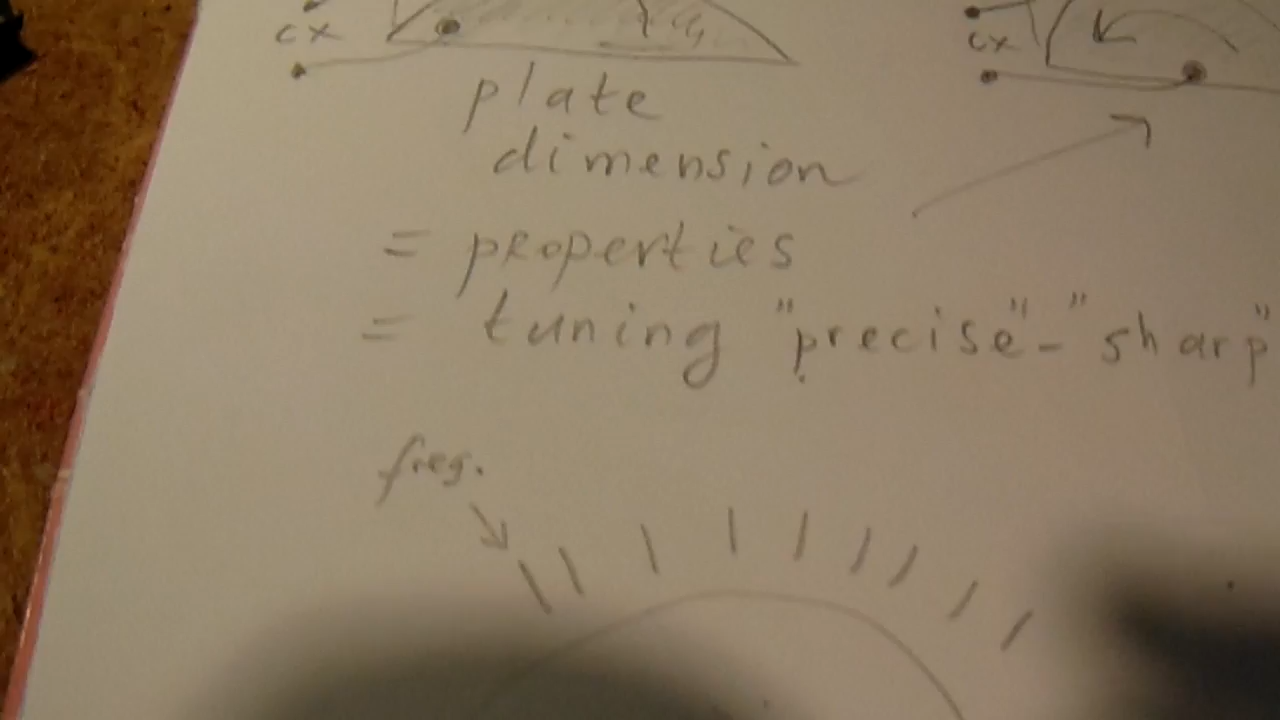 cx
cx
plate
dimension
= properties
= tuning "precise"-"sharp"
freq.